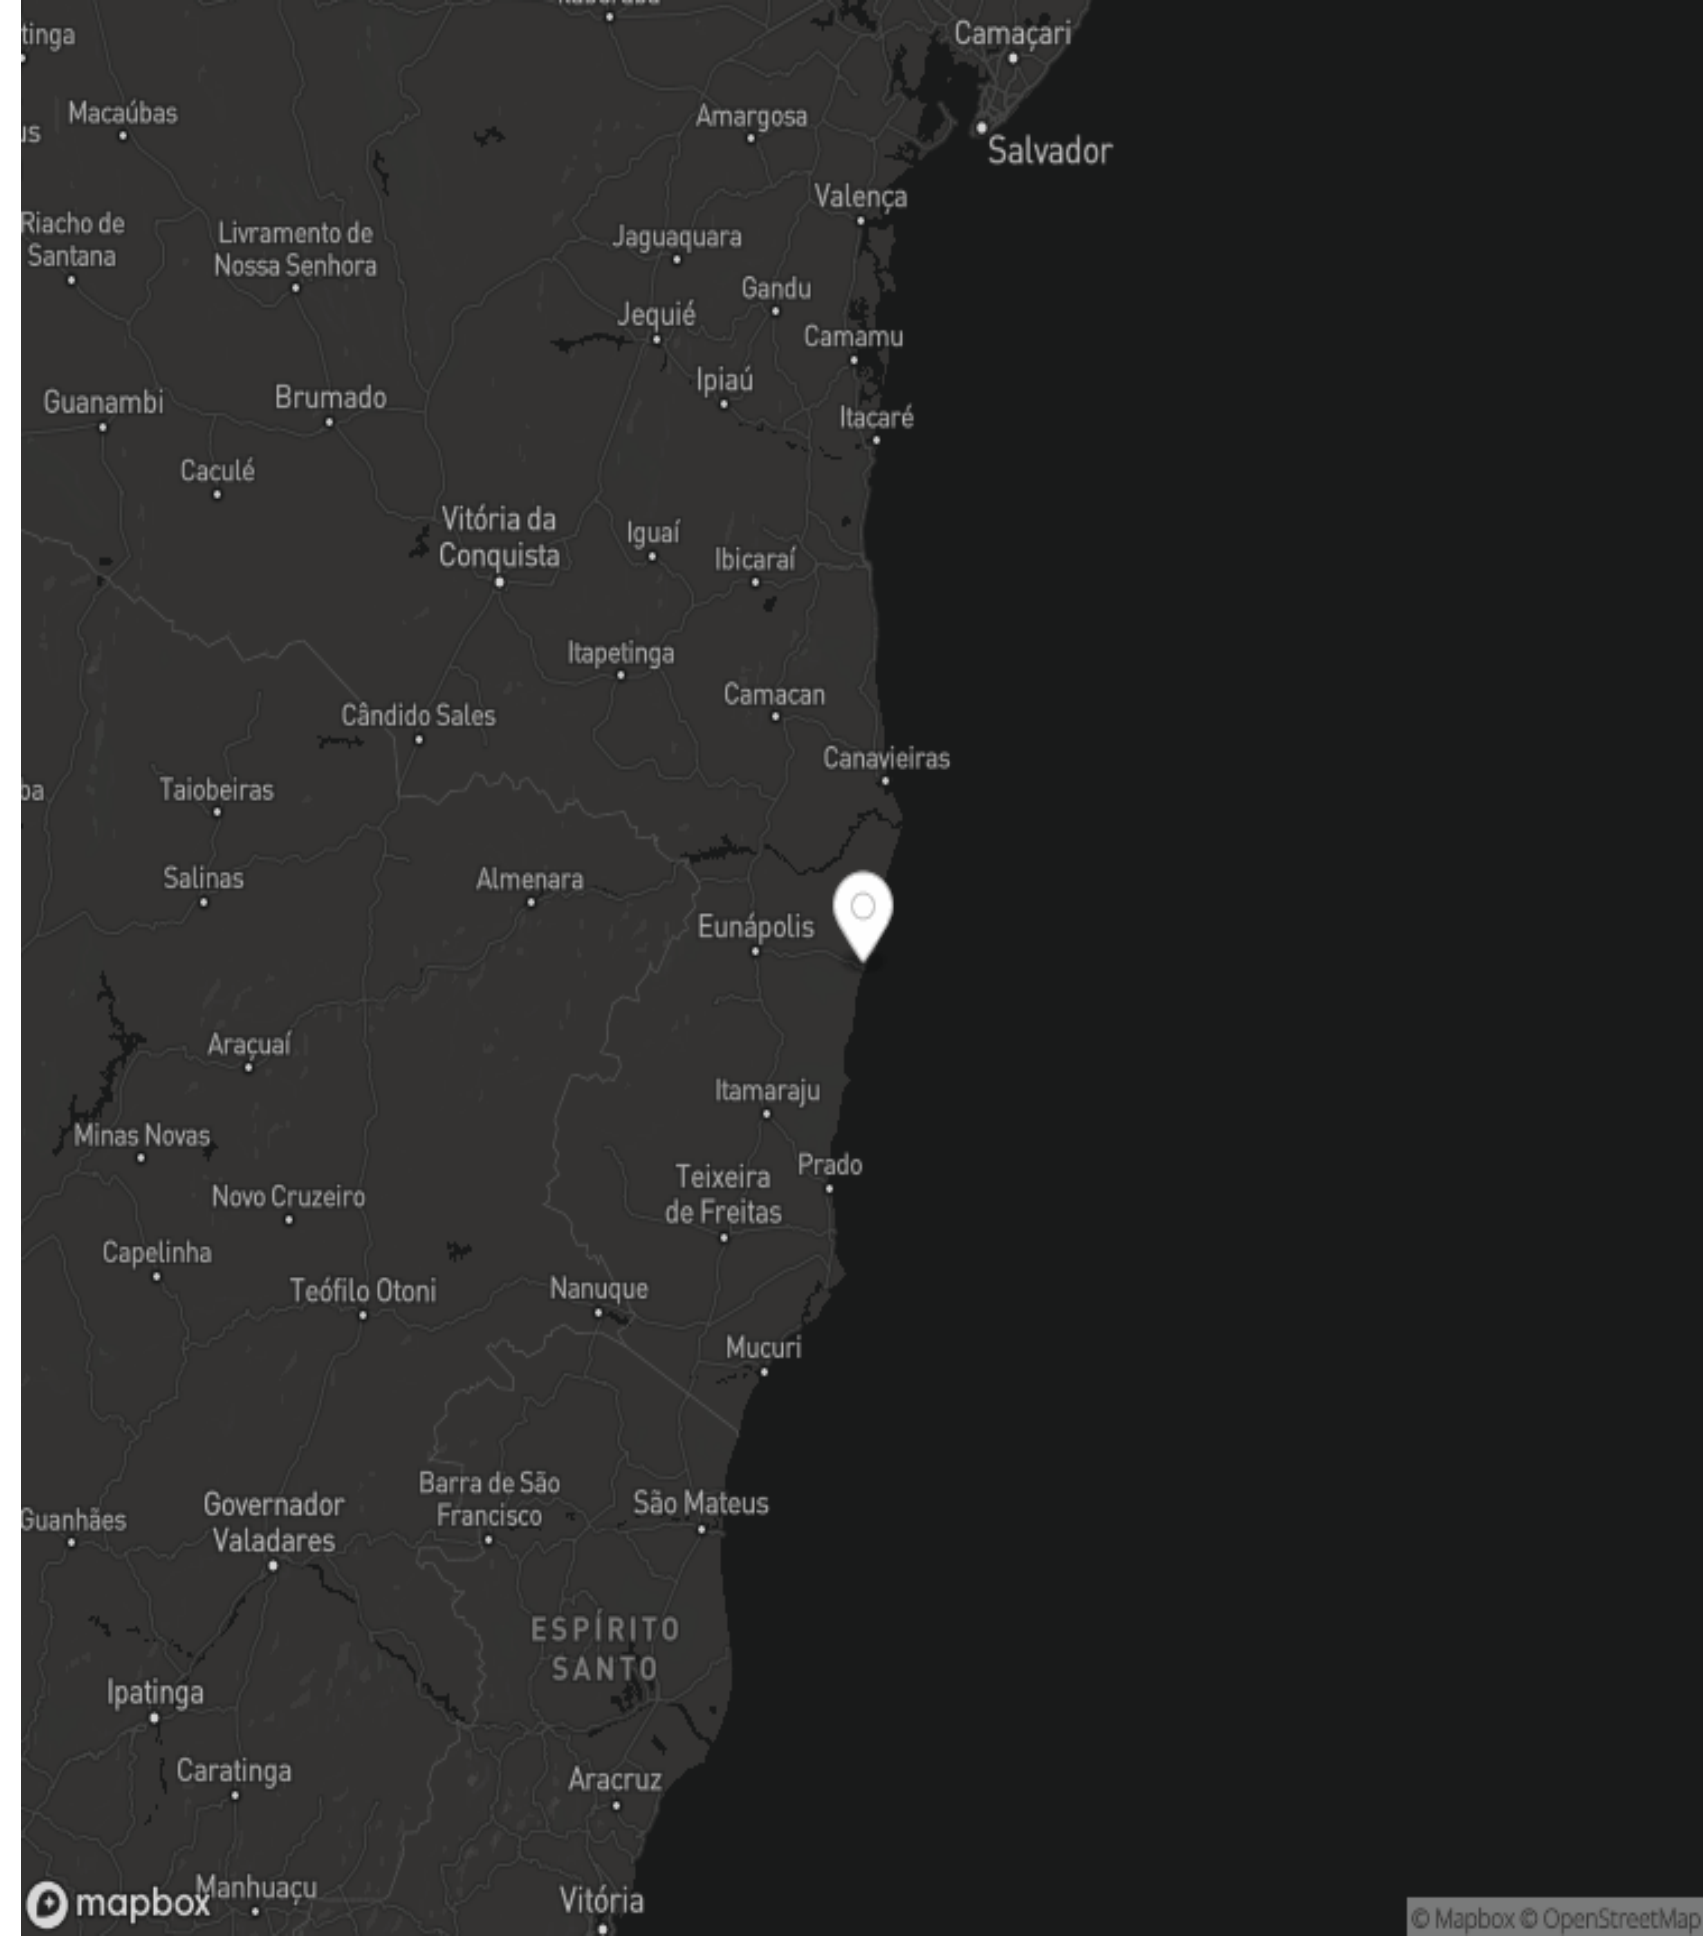 Camaçari
tinga
Macaúbas
Amargosa
Salvador
Valença
Riacho de
Santana
Livramento de
Nossa Senhora
Jaguaquara
Gandu
Jequié
Camamu
Ipiaú
Guanambi
Brumado
Itacaré
Caculé
Vitória da
Conquista
Iguaí
Ibicaraí
Itapetinga
Camacan
Cândido Sales
Canavieiras
Taiobeiras
Salinas
Almenara
Eunápolis
Araçuaí
Itamaraju
Minas Novas
Prado
Teixeira
de Freitas
Novo Cruzeiro
Capelinha
Teófilo Otoni
Nanuque
Mucuri
Barra de São
Francisco
São Mateus
Governador
Valadares
Guanhães
ESPÍRITO
SANTO
Ipatinga
Caratinga
Aracruz
Manhuaçu
mapbox
Vitória
© Mapbox © OpenStreetMap